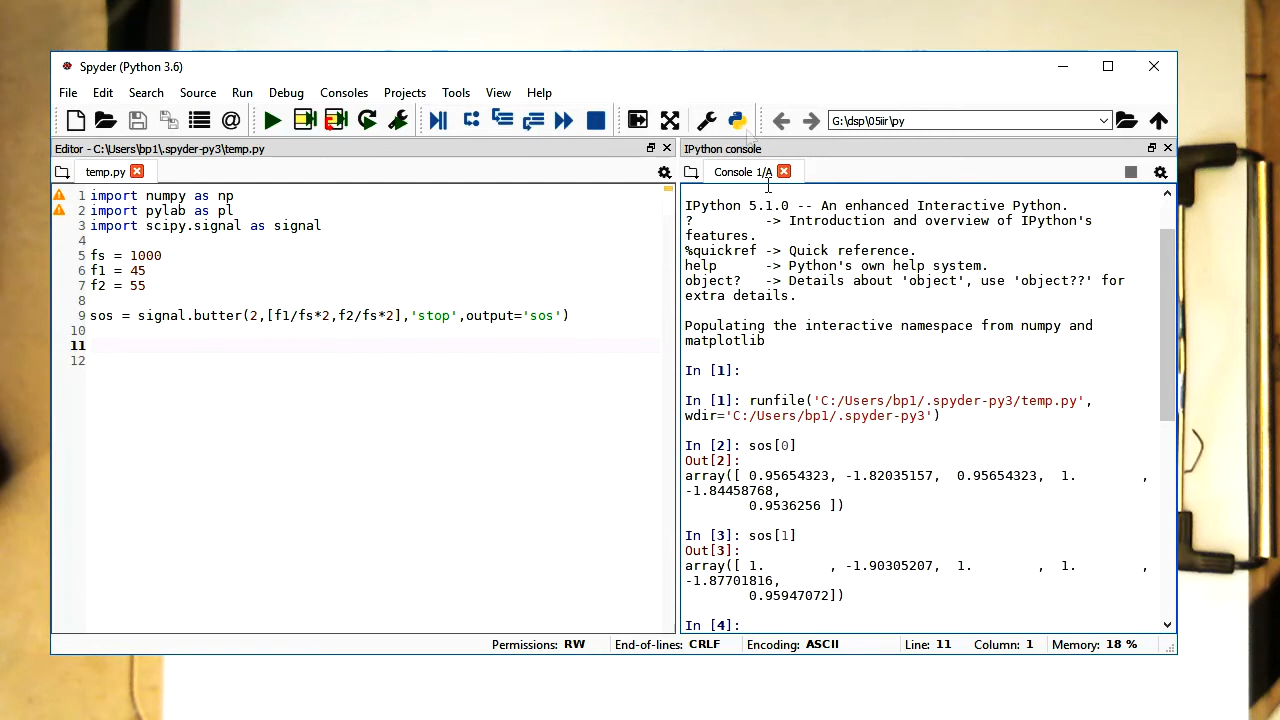 Spyder (Python 3.6)
File Edit Search Source Run Debug Consoles Projects Tools View Help
G:\dsp\05iir\py
Editor - C:\Users\bp1\.spyder-py3\temp.py
temp.py
1 import numpy as np
2 import pylab as pl
3 import scipy.signal as signal
4
5 fs = 1000
6 f1 = 45
7 f2 = 55
8
9 sos = signal.butter(2,[f1/fs*2,f2/fs*2],'stop',output='sos')
10
11
12
IPython console
Console 1/A
IPython 5.1.0 -- An enhanced Interactive Python.
? -> Introduction and overview of IPython's
features.
%quickref -> Quick reference.
help -> Python's own help system.
object? -> Details about 'object', use 'object??' for
extra details.
Populating the interactive namespace from numpy and
matplotlib
In [1]:
In [1]: runfile('C:/Users/bp1/.spyder-py3/temp.py',
wdir='C:/Users/bp1/.spyder-py3')
In [2]: sos[0]
Out[2]:
array([ 0.95654323, -1.82035157, 0.95654323, 1. ,
-1.84458768,
0.9536256 ])
In [3]: sos[1]
Out[3]:
array([ 1. , -1.90305207, 1. , 1. ,
-1.87701816,
0.95947072])
In [4]:
Permissions: RW End-of-lines: CRLF Encoding: ASCII Line: 11 Column: 1 Memory: 18 %